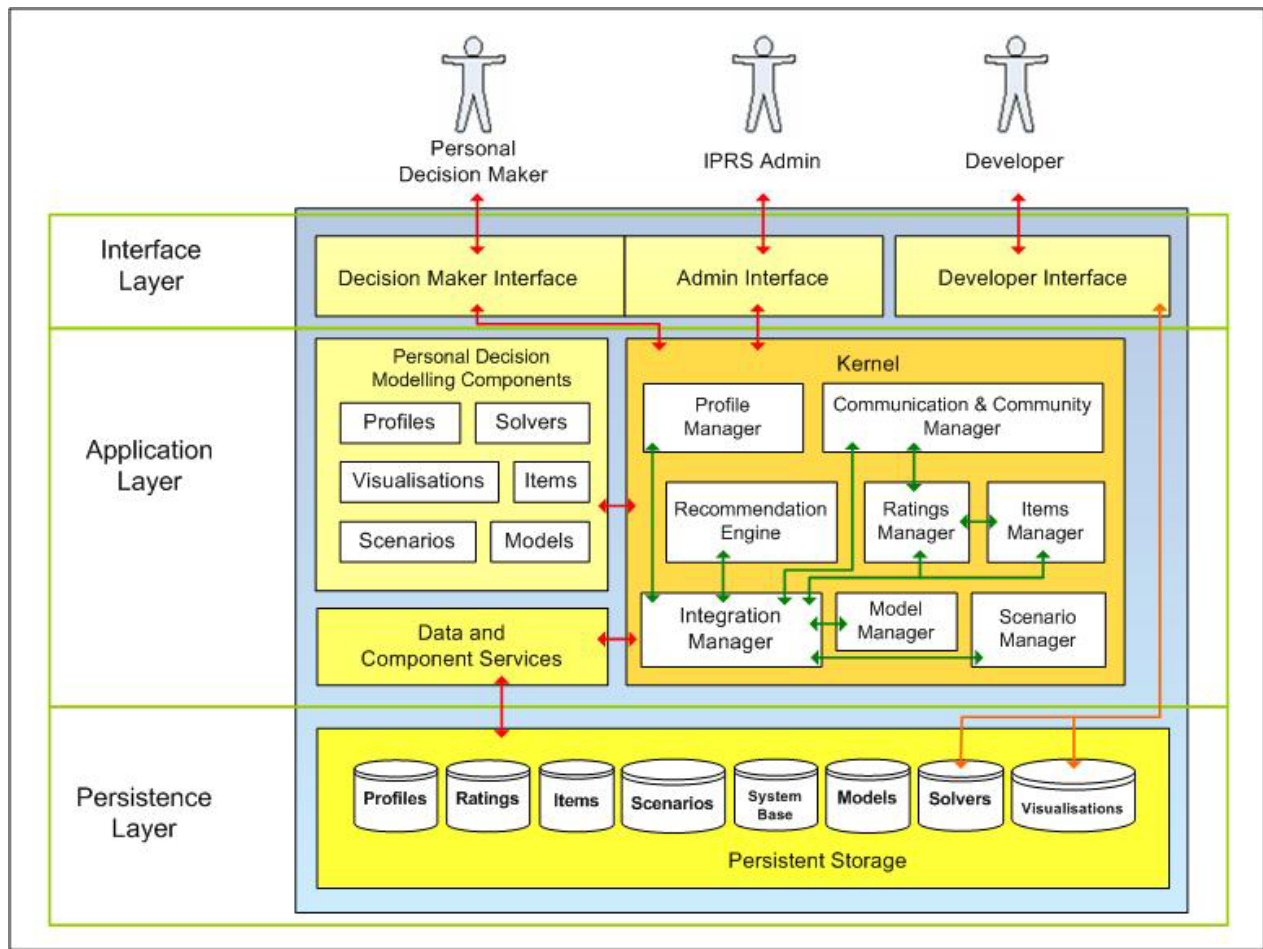 Personal
Decision Maker
IPRS Admin
Developer
Interface
Layer
Decision Maker Interface
Admin Interface
Developer Interface
Application
Layer
Personal Decision
Modelling Components
Profiles
Solvers
Visualisations
Items
Scenarios
Models
Data and
Component Services
Kernel
Profile
Manager
Communication & Community
Manager
Recommendation
Engine
Ratings
Manager
Items
Manager
Integration
Manager
Model
Manager
Scenario
Manager
Persistence
Layer
Profiles
Ratings
Items
Scenarios
System
Base
Models
Solvers
Visualisations
Persistent Storage